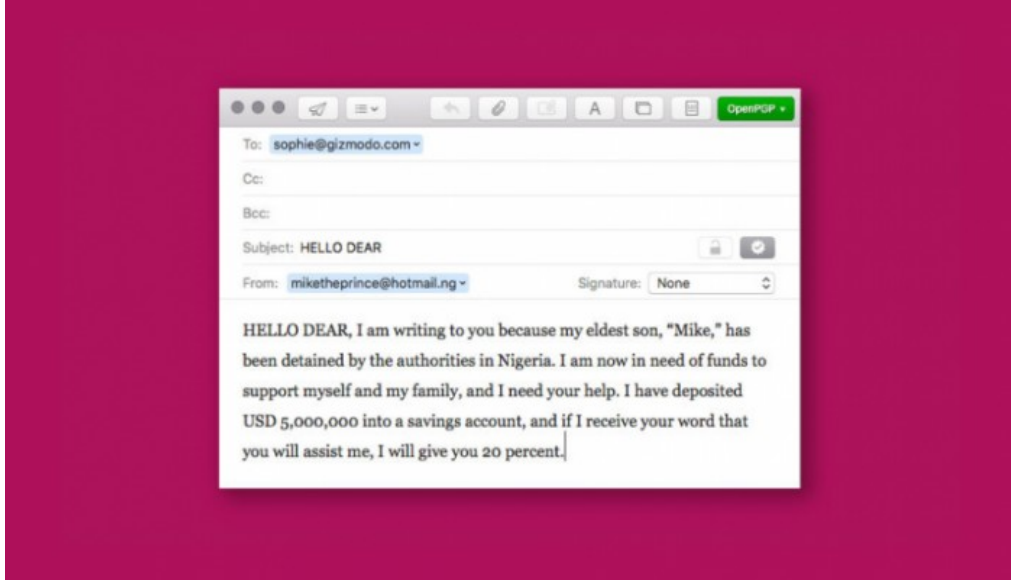 OpenPGP
To: sophie@gizmodo.com
Cc:
Bcc:
Subject: HELLO DEAR
From: miketheprince@hotmail.ng Signature: None
HELLO DEAR, I am writing to you because my eldest son, “Mike,” has
been detained by the authorities in Nigeria. I am now in need of funds to
support myself and my family, and I need your help. I have deposited
USD 5,000,000 into a savings account, and if I receive your word that
you will assist me, I will give you 20 percent.